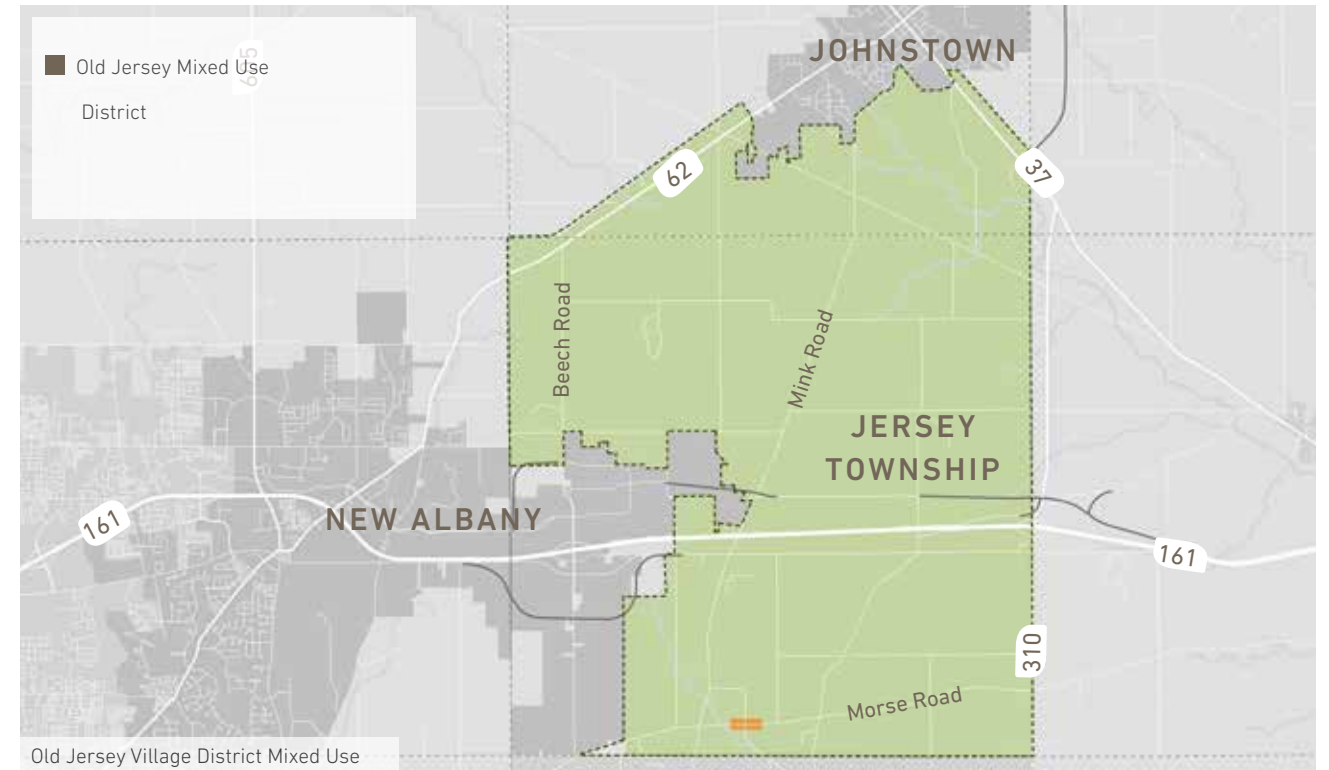 Old Jersey Mixed Use
District
605
JOHNSTOWN
62
37
Beech Road
Mink Road
JERSEY
TOWNSHIP
NEW ALBANY
161
161
310
Morse Road
Old Jersey Village District Mixed Use